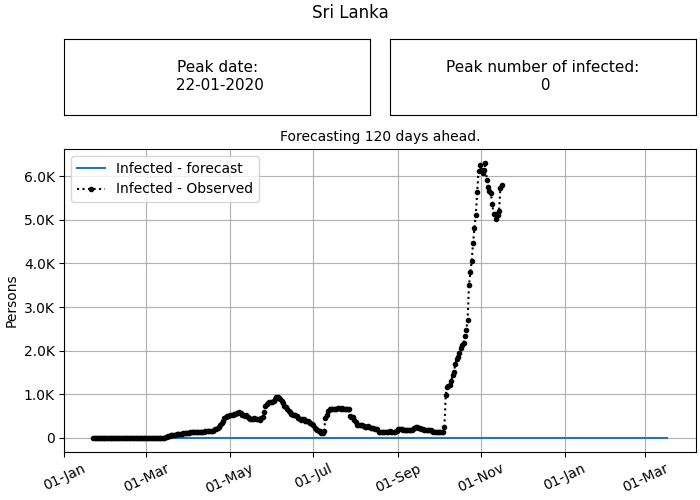 Sri Lanka
Peak date:
22-01-2020
Peak number of infected:
0
Forecasting 120 days ahead.
Infected - forecast
Infected - Observed
Persons
6.0K
5.0K
4.0K
3.0K
2.0K
1.0K
0
01-Jan
01-Mar
01-May
01-Jul
01-Sep
01-Nov
01-Jan
01-Mar